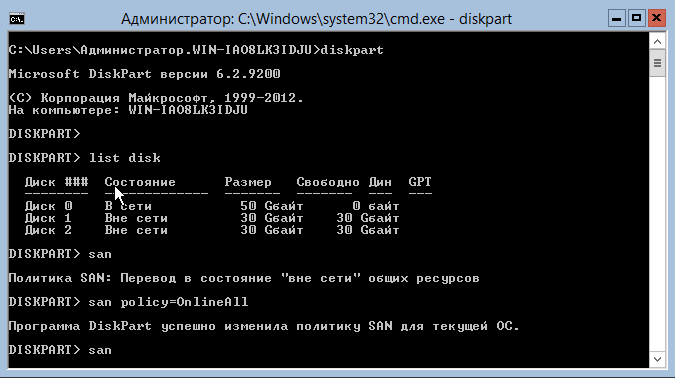 Администратор: C:\Windows\system32\cmd.exe - diskpart
C:\Users\Администратор.WIN-IAO8LK3IDJU>diskpart
Microsoft DiskPart версии 6.2.9200
(C) Корпорация Майкрософт, 1999-2012.
На компьютере: WIN-IAO8LK3IDJU
DISKPART>
DISKPART> list disk
Диск ### Состояние Размер Свободно Дин GPT
-------- ------------- ------- ------- --- ---
Диск 0 В сети 50 Gбайт 0 байт
Диск 1 Вне сети 30 Gбайт 30 Gбайт
Диск 2 Вне сети 30 Gбайт 30 Gбайт
DISKPART> san
Политика SAN: Перевод в состояние "вне сети" общих ресурсов
DISKPART> san policy=OnlineAll
Программа DiskPart успешно изменила политику SAN для текущей ОС.
DISKPART> san